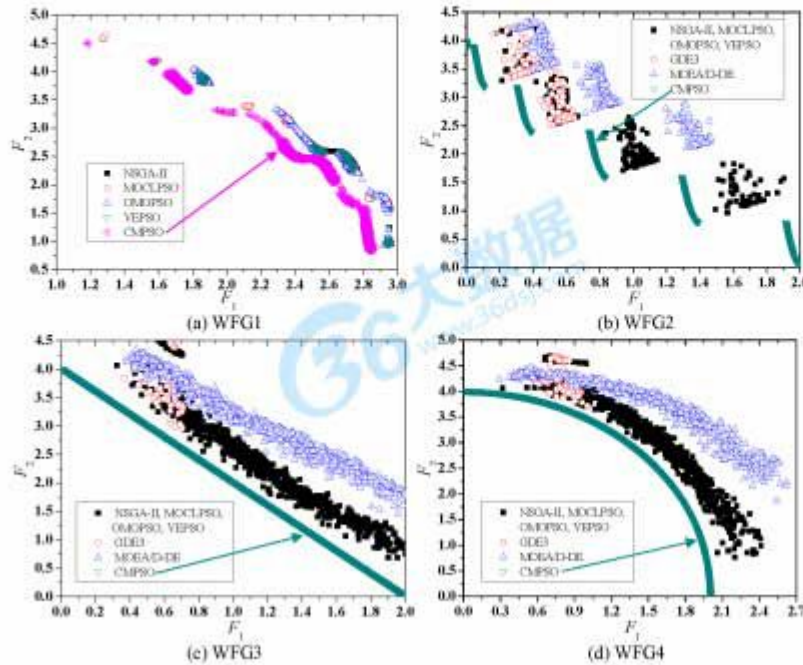 5.0
4.5
4.0
3.5
3.0
2.5
2.0
1.5
1.0
0.5
F2
NSGA-II
MOCLPSO
OMOPSO
VEPSO
CMPSO
1.0 1.2 1.4 1.6 1.8 2.0 2.2 2.4 2.6 2.8 3.0
F1
(a) WFG1
4.5
4.0
3.5
3.0
2.5
2.0
1.5
1.0
0.5
0.0
F2
NSGA-II, MOCLPSO,
OMOPSO, VEPSO
GDE3
MOEA/D-DE
CMPSO
0.0 0.2 0.4 0.6 0.8 1.0 1.2 1.4 1.6 1.8 2.0
F1
(b) WFG2
36大数据
www.36dsj.com
4.5
4.0
3.5
3.0
2.5
2.0
1.5
1.0
0.5
0.0
F2
NSGA-II, MOCLPSO,
OMOPSO, VEPSO
GDE3
MOEA/D-DE
CMPSO
0.0 0.2 0.4 0.6 0.8 1.0 1.2 1.4 1.6 1.8 2.0
F1
(c) WFG3
5.0
4.5
4.0
3.5
3.0
2.5
2.0
1.5
1.0
0.5
0.0
F2
NSGA-II, MOCLPSO,
OMOPSO, VEPSO
GDE3
MOEA/D-DE
CMPSO
0.0 0.3 0.6 0.9 1.2 1.5 1.8 2.1 2.4 2.7
F1
(d) WFG4